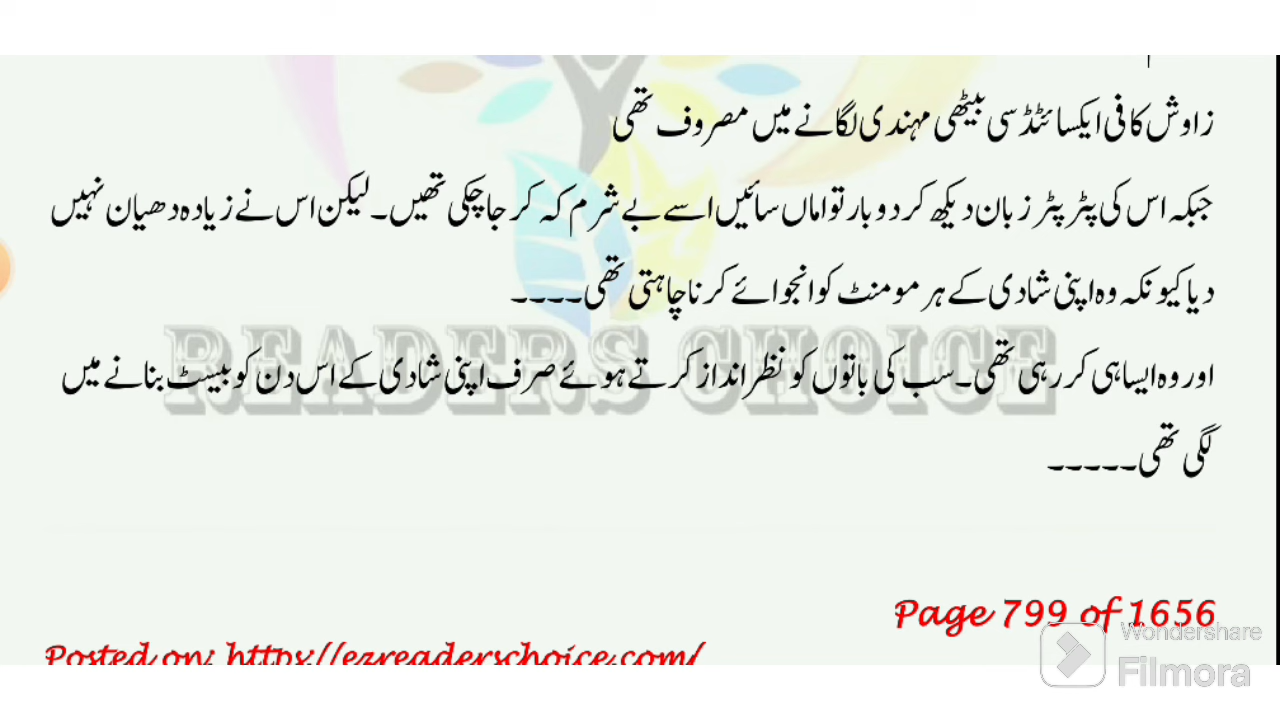 زاوش کافی ایکسائٹڈ سی بیٹھی مہندی لگانے میں مصروف تھی
جبکہ اس کی پٹر پٹر زبان دیکھ کر دو بار تو اماں سائیں اسے بے شرم کہ کر جا چکی تھیں۔ لیکن اس نے زیادہ دھیان نہیں
دیا کیونکہ وہ اپنی شادی کے ہر مومنٹ کو انجوائے کرنا چاہتی تھی۔۔۔۔
READERS CHOICE
اور وہ ایسا ہی کر رہی تھی۔ سب کی باتوں کو نظر انداز کرتے ہوئے صرف اپنی شادی کے اس دن کو بیسٹ بنانے میں
لگی تھی۔۔۔۔۔
Page 799 of 1656
Posted on: https://ezreaderschoice.com/
Wondershare
Filmora